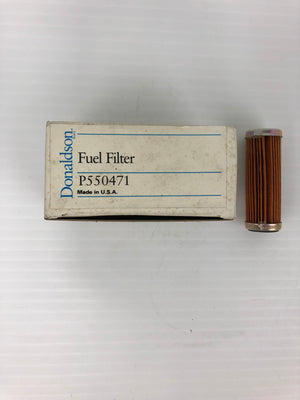 Donaldson
Fuel Filter
P550471
Made in U.S.A.